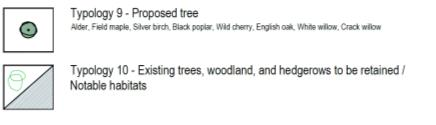 Typology 9 - Proposed tree
Alder, Field maple, Silver birch, Black poplar, Wild cherry, English oak, White willow, Crack willow
Typology 10 - Existing trees, woodland, and hedgerows to be retained /
Notable habitats